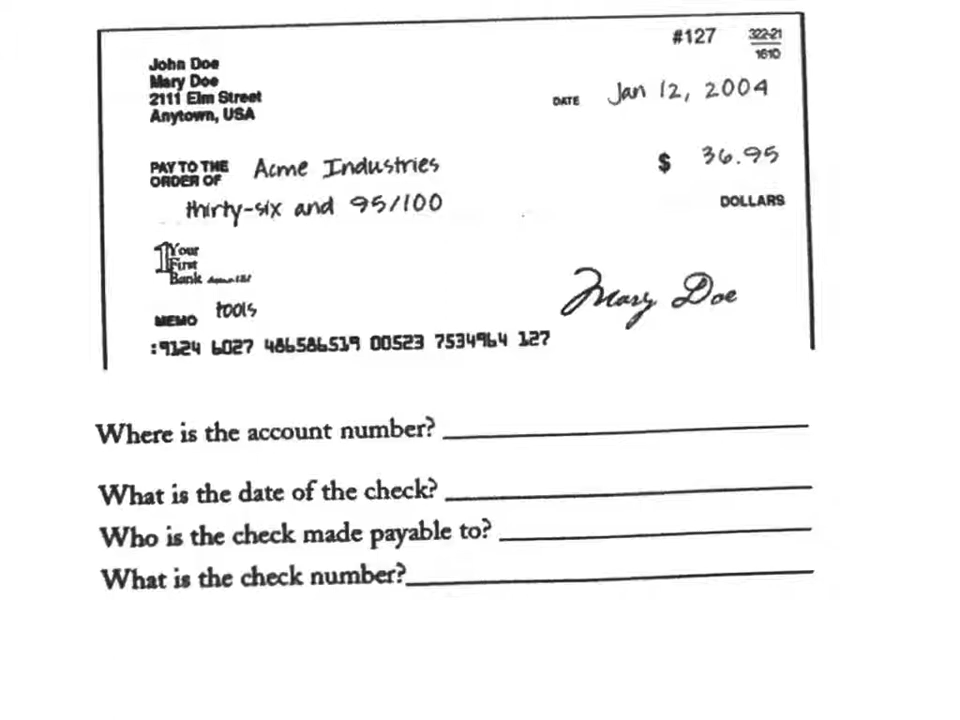 #127 322-21
1610
John Doe
Mary Doe
2111 Elm Street
Anytown, USA
DATE Jan 12, 2004
PAY TO THE
ORDER OF Acme Industries $ 36.95
thirty-six and 95/100 DOLLARS
Your
First
Bank
MEMO tools Mary Doe
:9124 6027 486586519 00523 7534964 127
Where is the account number?
What is the date of the check?
Who is the check made payable to?
What is the check number?